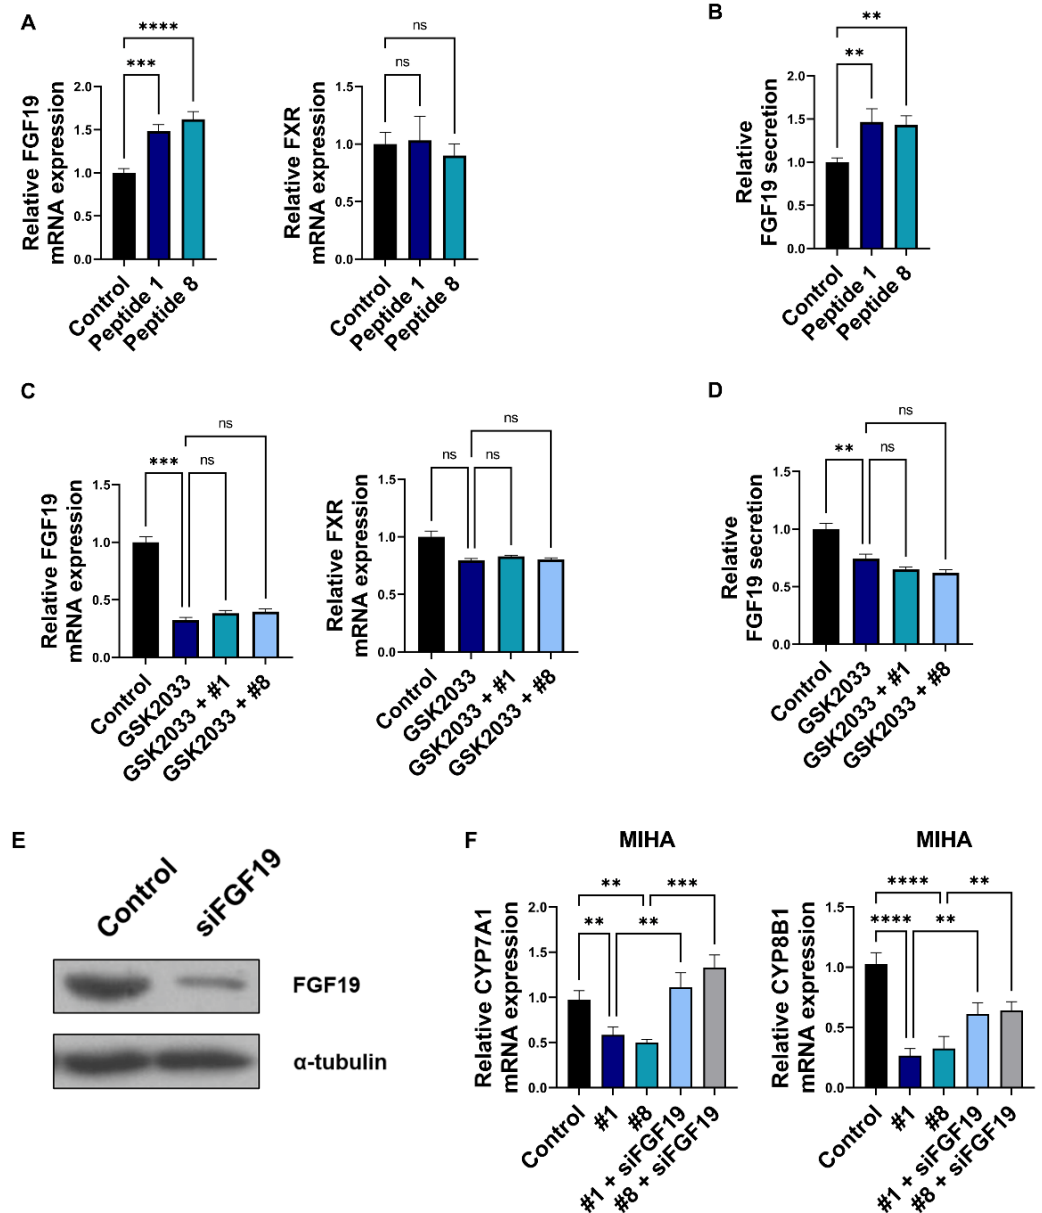 A
Relative FGF19
mRNA expression
2.0
1.5
1.0
0.5
0.0
****
***
Control
Peptide 1
Peptide 8
Relative FXR
mRNA expression
1.5
1.0
0.5
0.0
ns
ns
Control
Peptide 1
Peptide 8
B
Relative
FGF19 secretion
2.0
1.5
1.0
0.5
0.0
**
**
Control
Peptide 1
Peptide 8
C
Relative FGF19
mRNA expression
1.5
1.0
0.5
0.0
ns
*** ns
Control
GSK2033
GSK2033 + #1
GSK2033 + #8
Relative FXR
mRNA expression
1.5
1.0
0.5
0.0
ns
ns ns
Control
GSK2033
GSK2033 + #1
GSK2033 + #8
D
Relative
FGF19 secretion
1.5
1.0
0.5
0.0
ns
** ns
Control
GSK2033
GSK2033 + #1
GSK2033 + #8
E
Control
siFGF19
FGF19
α-tubulin
F
MIHA
Relative CYP7A1
mRNA expression
2.0
1.5
1.0
0.5
0.0
** ***
** **
Control
#1
#8
#1 + siFGF19
#8 + siFGF19
MIHA
Relative CYP8B1
mRNA expression
1.5
1.0
0.5
0.0
**** **
**** **
Control
#1
#8
#1 + siFGF19
#8 + siFGF19